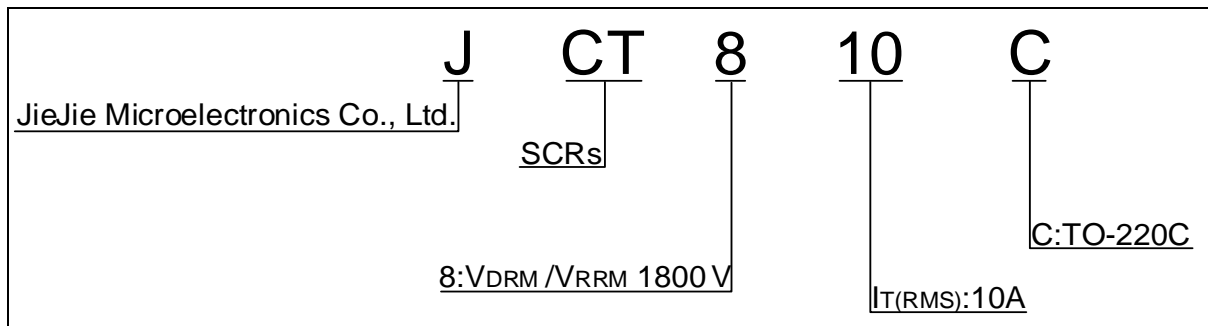 J CT 8 10 C
JieJie Microelectronics Co., Ltd.
SCRs
C:TO-220C
8:VDRM /VRRM 1800 V
IT(RMS):10A